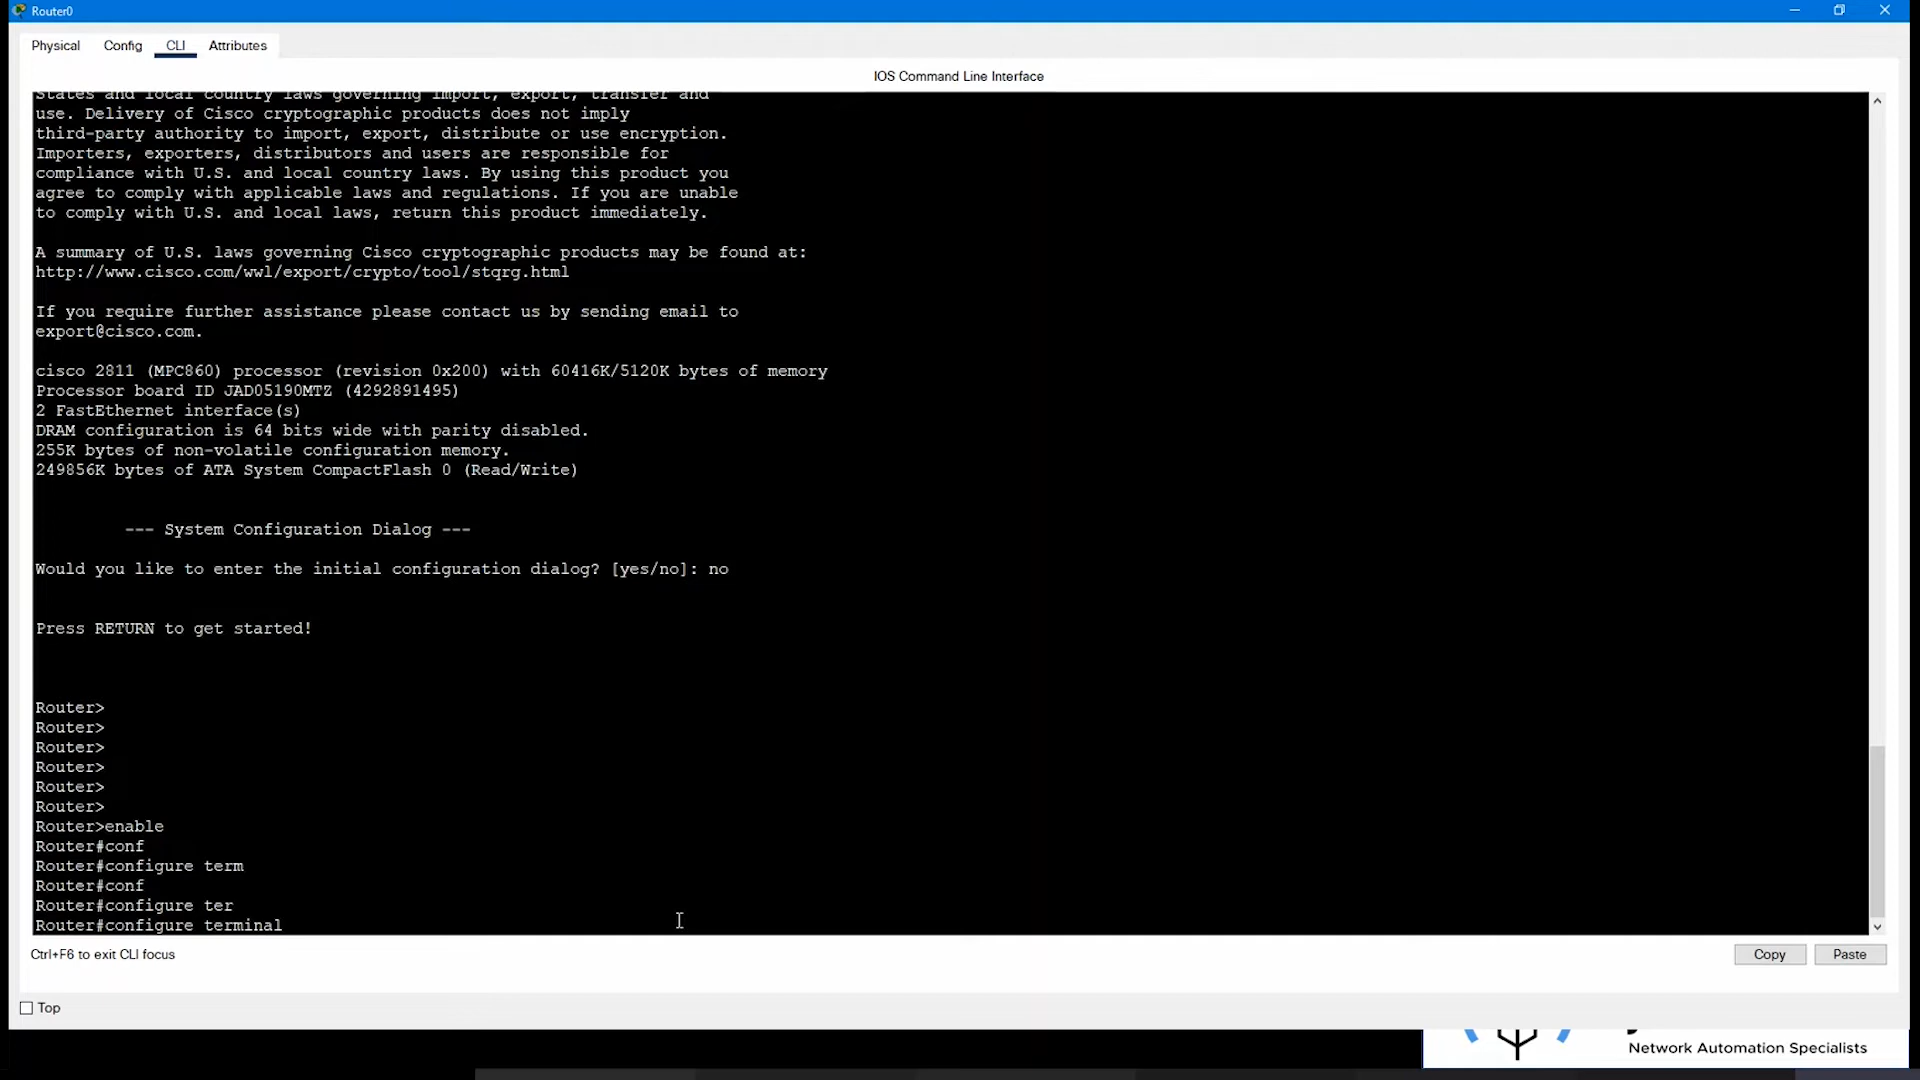 Router0
Physical Config CLI Attributes
IOS Command Line Interface
States and local country laws governing import, export, transfer and
use. Delivery of Cisco cryptographic products does not imply
third-party authority to import, export, distribute or use encryption.
Importers, exporters, distributors and users are responsible for
compliance with U.S. and local country laws. By using this product you
agree to comply with applicable laws and regulations. If you are unable
to comply with U.S. and local laws, return this product immediately.
A summary of U.S. laws governing Cisco cryptographic products may be found at:
http://www.cisco.com/wwl/export/crypto/tool/stqrg.html
If you require further assistance please contact us by sending email to
export@cisco.com.
cisco 2811 (MPC860) processor (revision 0x200) with 60416K/5120K bytes of memory
Processor board ID JAD05190MTZ (4292891495)
2 FastEthernet interface(s)
DRAM configuration is 64 bits wide with parity disabled.
255K bytes of non-volatile configuration memory.
249856K bytes of ATA System CompactFlash 0 (Read/Write)
--- System Configuration Dialog ---
Would you like to enter the initial configuration dialog? [yes/no]: no
Press RETURN to get started!
Router>
Router>
Router>
Router>
Router>
Router>
Router>enable
Router#conf
Router#configure term
Router#conf
Router#configure ter
Router#configure terminal
Ctrl+F6 to exit CLI focus
Copy Paste
Top
Network Automation Specialists